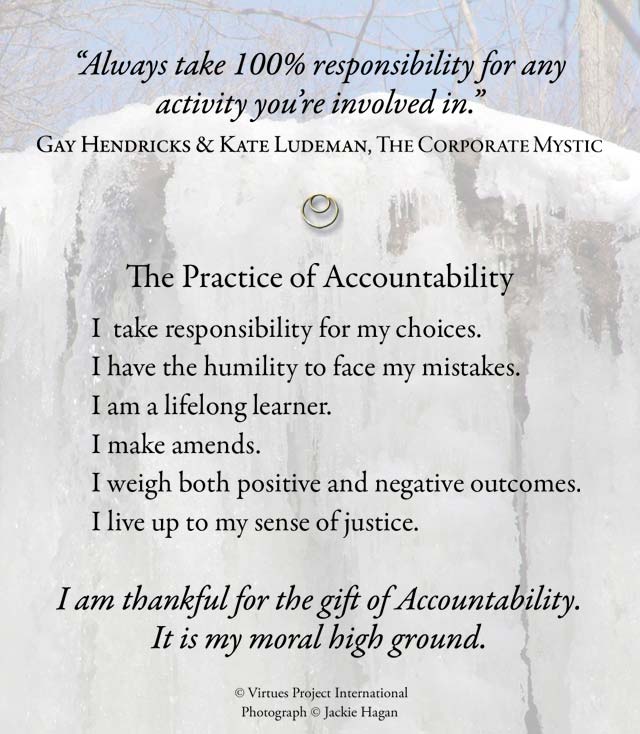 “Always take 100% responsibility for any
activity you’re involved in.”
Gay Hendricks & Kate Ludeman, The Corporate Mystic
The Practice of Accountability
I take responsibility for my choices.
I have the humility to face my mistakes.
I am a lifelong learner.
I make amends.
I weigh both positive and negative outcomes.
I live up to my sense of justice.
I am thankful for the gift of Accountability.
It is my moral high ground.
© Virtues Project International
Photograph © Jackie Hagan